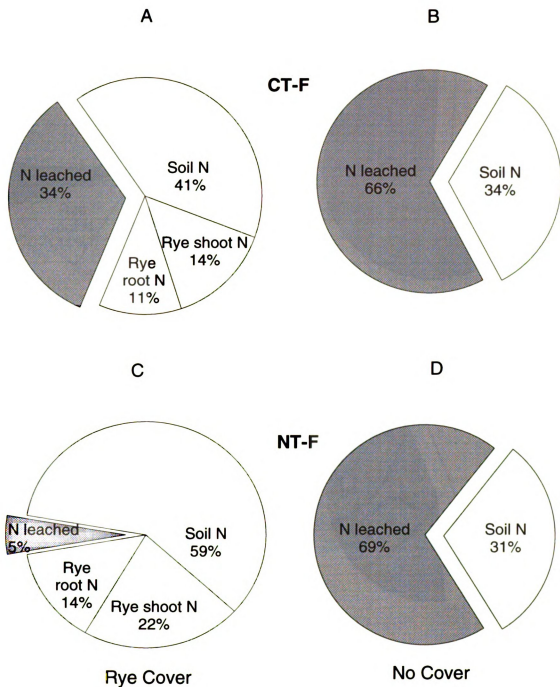 A
B
CT-F
N leached
34%
Soil N
41%
Rye shoot N
14%
Rye
root N
11%
N leached
66%
Soil N
34%
C
D
NT-F
N leached
5%
Soil N
59%
Rye
root N
14%
Rye shoot N
22%
N leached
69%
Soil N
31%
Rye Cover
No Cover